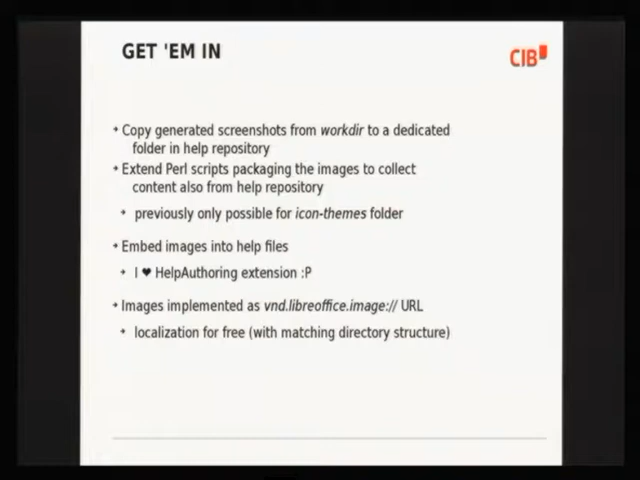 GET 'EM IN
CIB
Copy generated screenshots from workdir to a dedicated
folder in help repository
Extend Perl scripts packaging the images to collect
content also from help repository
previously only possible for icon-themes folder
Embed images into help files
I ♥ HelpAuthoring extension :P
Images implemented as vnd.libreoffice.image:// URL
localization for free (with matching directory structure)